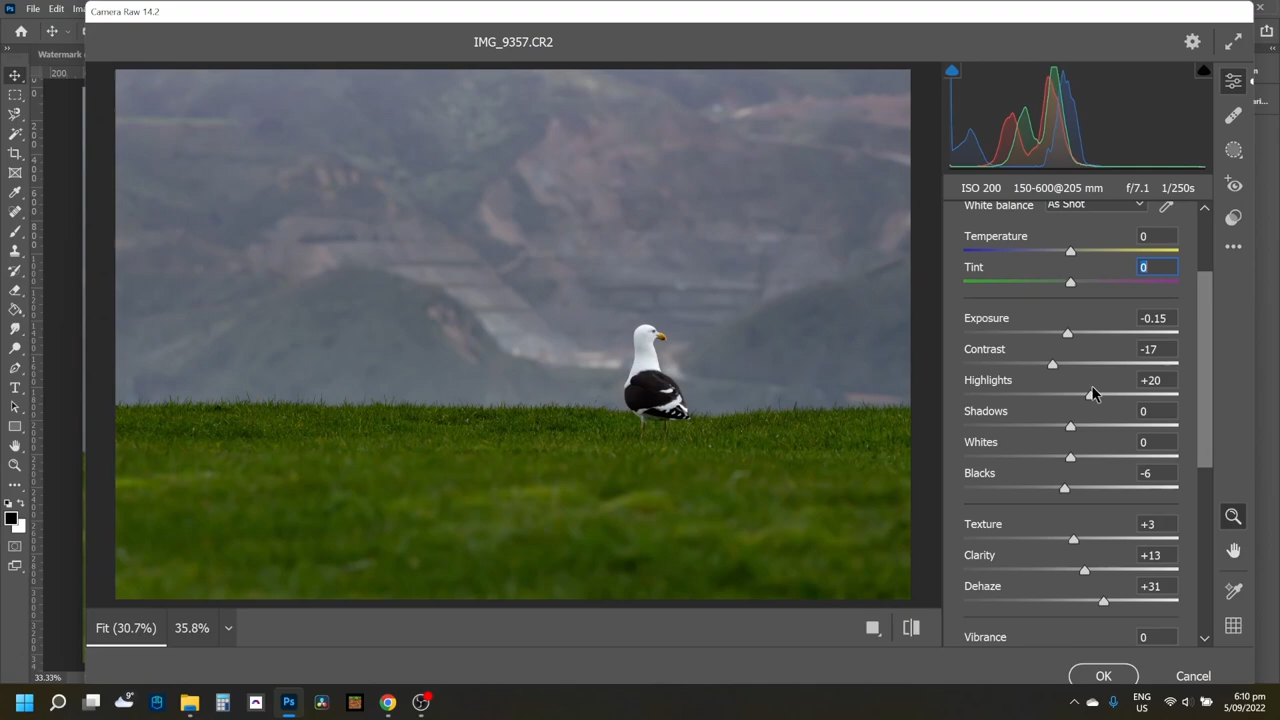 Camera Raw 14.2
File Edit
IMG_9357.CR2
Watermark
200
ISO 200 150-600@205 mm f/7.1 1/250s
White balance As Shot
Temperature 0
Tint 0
Exposure -0.15
Contrast -17
Highlights +20
Shadows 0
Whites 0
Blacks -6
Texture +3
Clarity +13
Dehaze +31
Vibrance 0
Fit (30.7%) 35.8%
OK Cancel
33.33%
9°
Ps
ENG
US
6:10 pm
5/09/2022